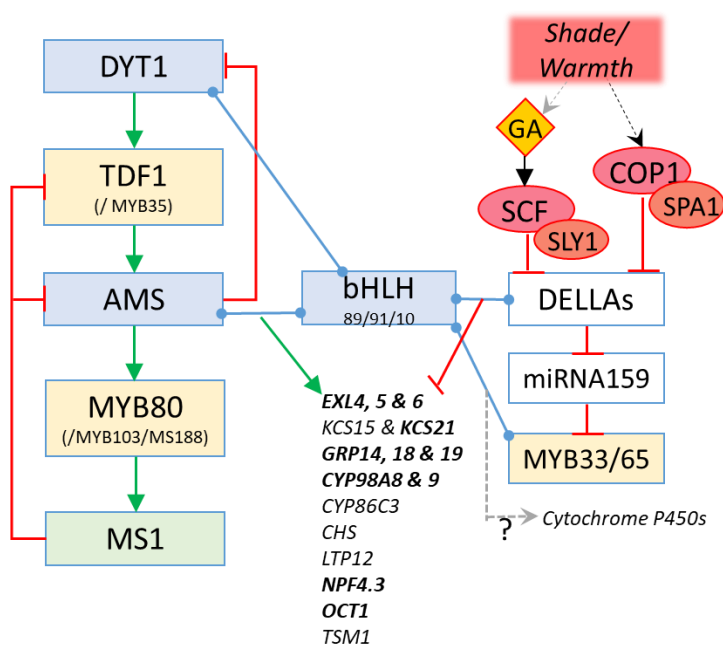 Shade/
Warmth
DYT1
GA
COP1
TDF1
(/ MYB35)
SCF
SPA1
SLY1
AMS
bHLH
89/91/10
DELLAs
miRNA159
MYB80
(/MYB103/MS188)
EXL4, 5 & 6
KCS15 & KCS21
GRP14, 18 & 19
CYP98A8 & 9
CYP86C3
CHS
LTP12
NPF4.3
OCT1
TSM1
MYB33/65
MS1
?
Cytochrome P450s